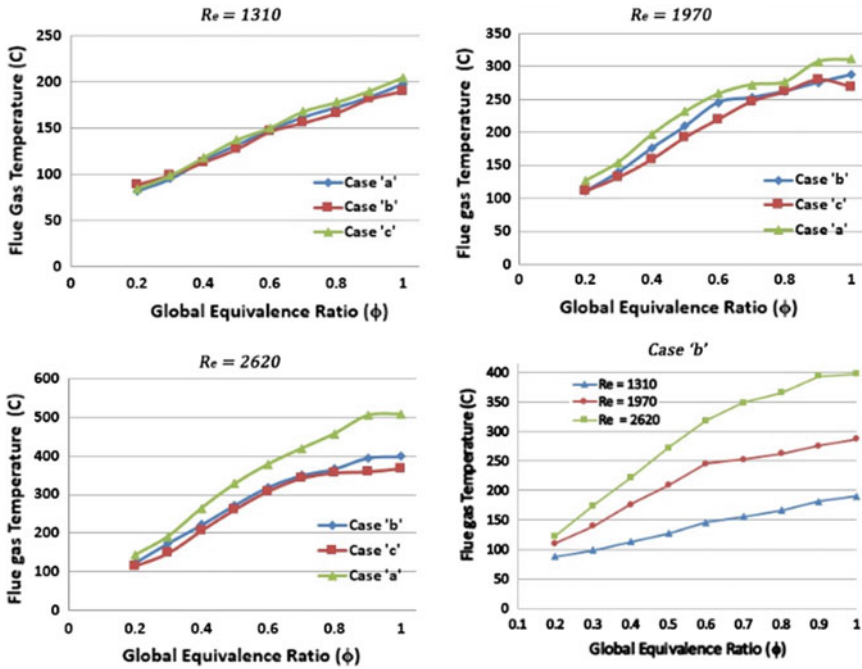 Re = 1310
Flue Gas Temperature (C)
250
200
150
100
50
0
Case 'a'
Case 'b'
Case 'c'
0 0.2 0.4 0.6 0.8 1
Global Equivalence Ratio (ϕ)
Re = 1970
Flue gas Temperature (C)
350
300
250
200
150
100
50
0
Case 'b'
Case 'c'
Case 'a'
0 0.2 0.4 0.6 0.8 1
Global Equivalence Ratio (ϕ)
Re = 2620
Flue gas Temperature (C)
600
500
400
300
200
100
0
Case 'b'
Case 'c'
Case 'a'
0 0.2 0.4 0.6 0.8 1
Global Equivalence Ratio (ϕ)
Case ‘b’
Flue gas Temperature (C)
400
350
300
250
200
150
100
50
0
Re = 1310
Re = 1970
Re = 2620
0.1 0.2 0.3 0.4 0.5 0.6 0.7 0.8 0.9 1
Global Equivalence Ratio (ϕ)